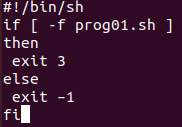 #!/bin/sh
if [ -f prog01.sh ]
then
 exit 3
else
 exit –1
fi